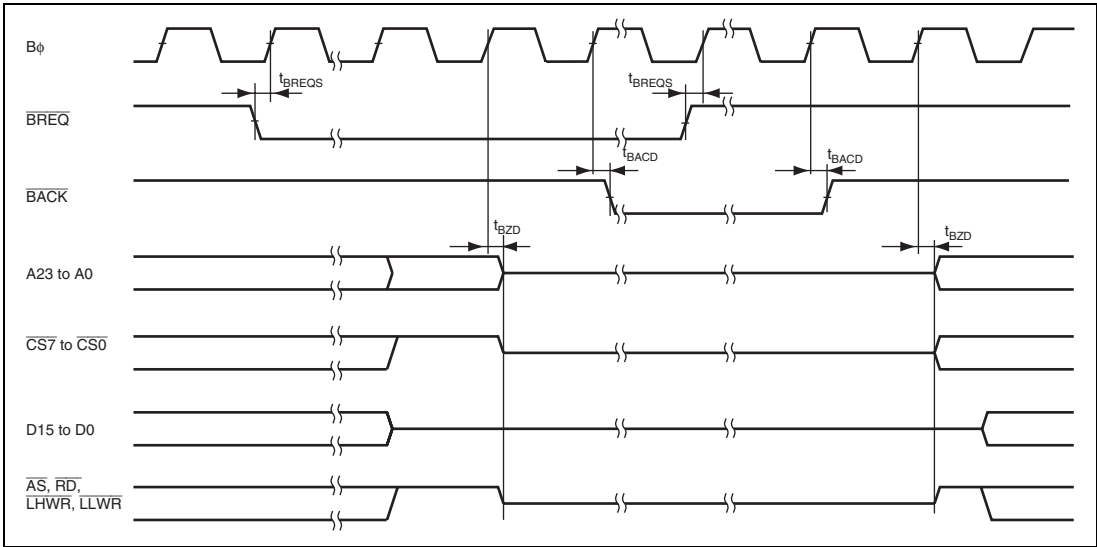 Bϕ
tBREQS
tBREQS
BREQ
tBACD
tBACD
BACK
tBZD
tBZD
A23 to A0
CS7 to CS0
D15 to D0
AS, RD,
LHWR, LLWR